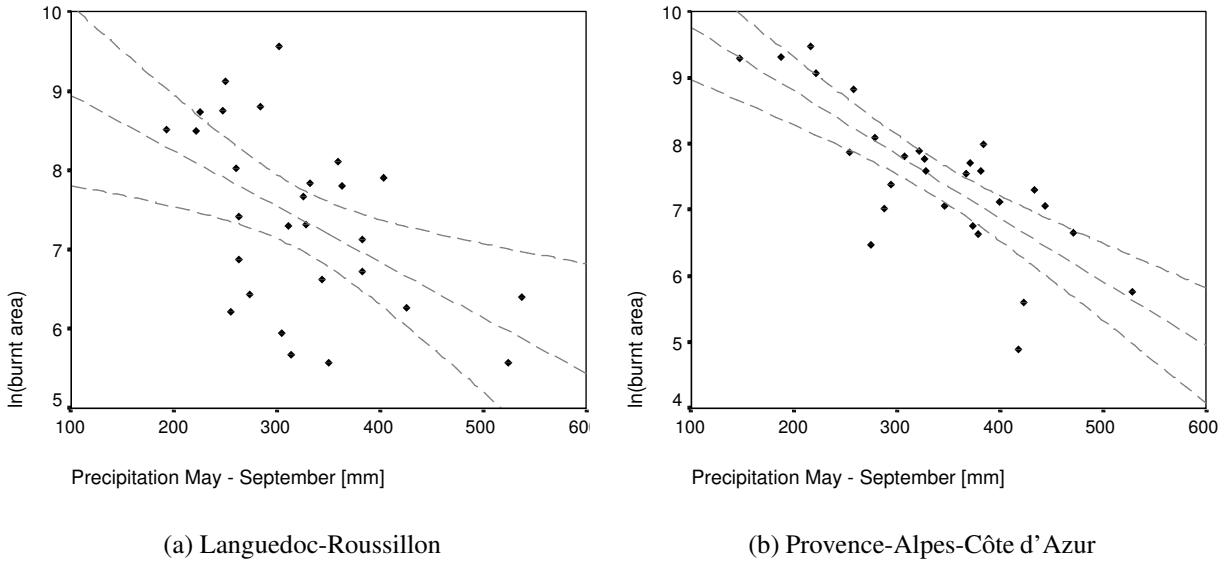 10
9
8
7
6
5
ln(burnt area)
100 200 300 400 500 600
Precipitation May - September [mm]
(a) Languedoc-Roussillon
10
9
8
7
6
5
4
ln(burnt area)
100 200 300 400 500 600
Precipitation May - September [mm]
(b) Provence-Alpes-Côte d'Azur